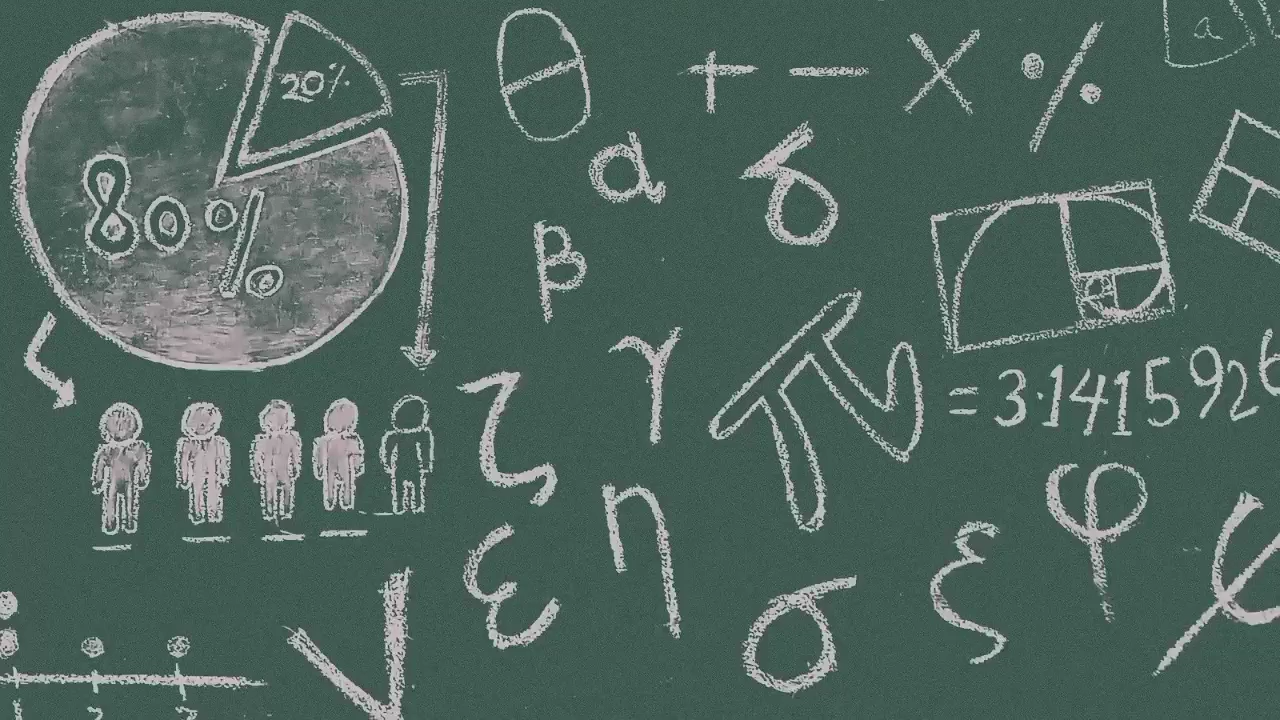 20%
80%
θ + − × %
a
α δ
β
γ
π = 3·1415926
ζ
ε η σ ξ φ ψ